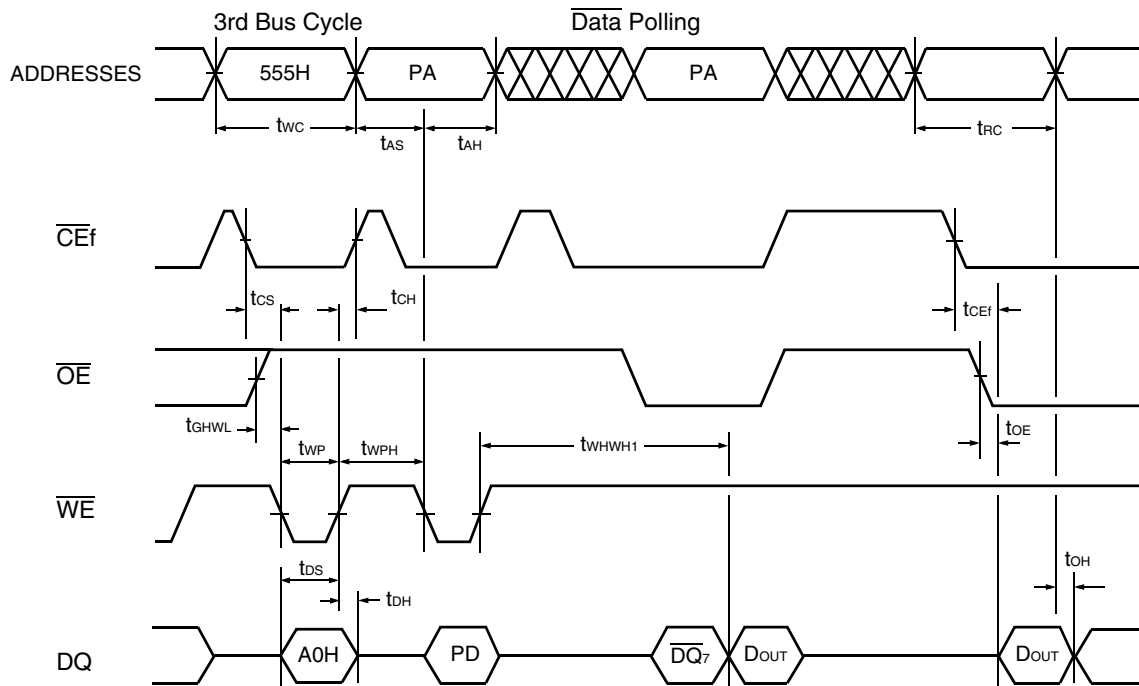 3rd Bus Cycle Data Polling
ADDRESSES 555H PA PA
tWC tAS tAH tRC
CEf
tCS tCH tCEf
OE
tGHWL tWP tWPH tWHWH1 tOE
WE
tDS tDH tOH
DQ A0H PD DQ7 DOUT DOUT